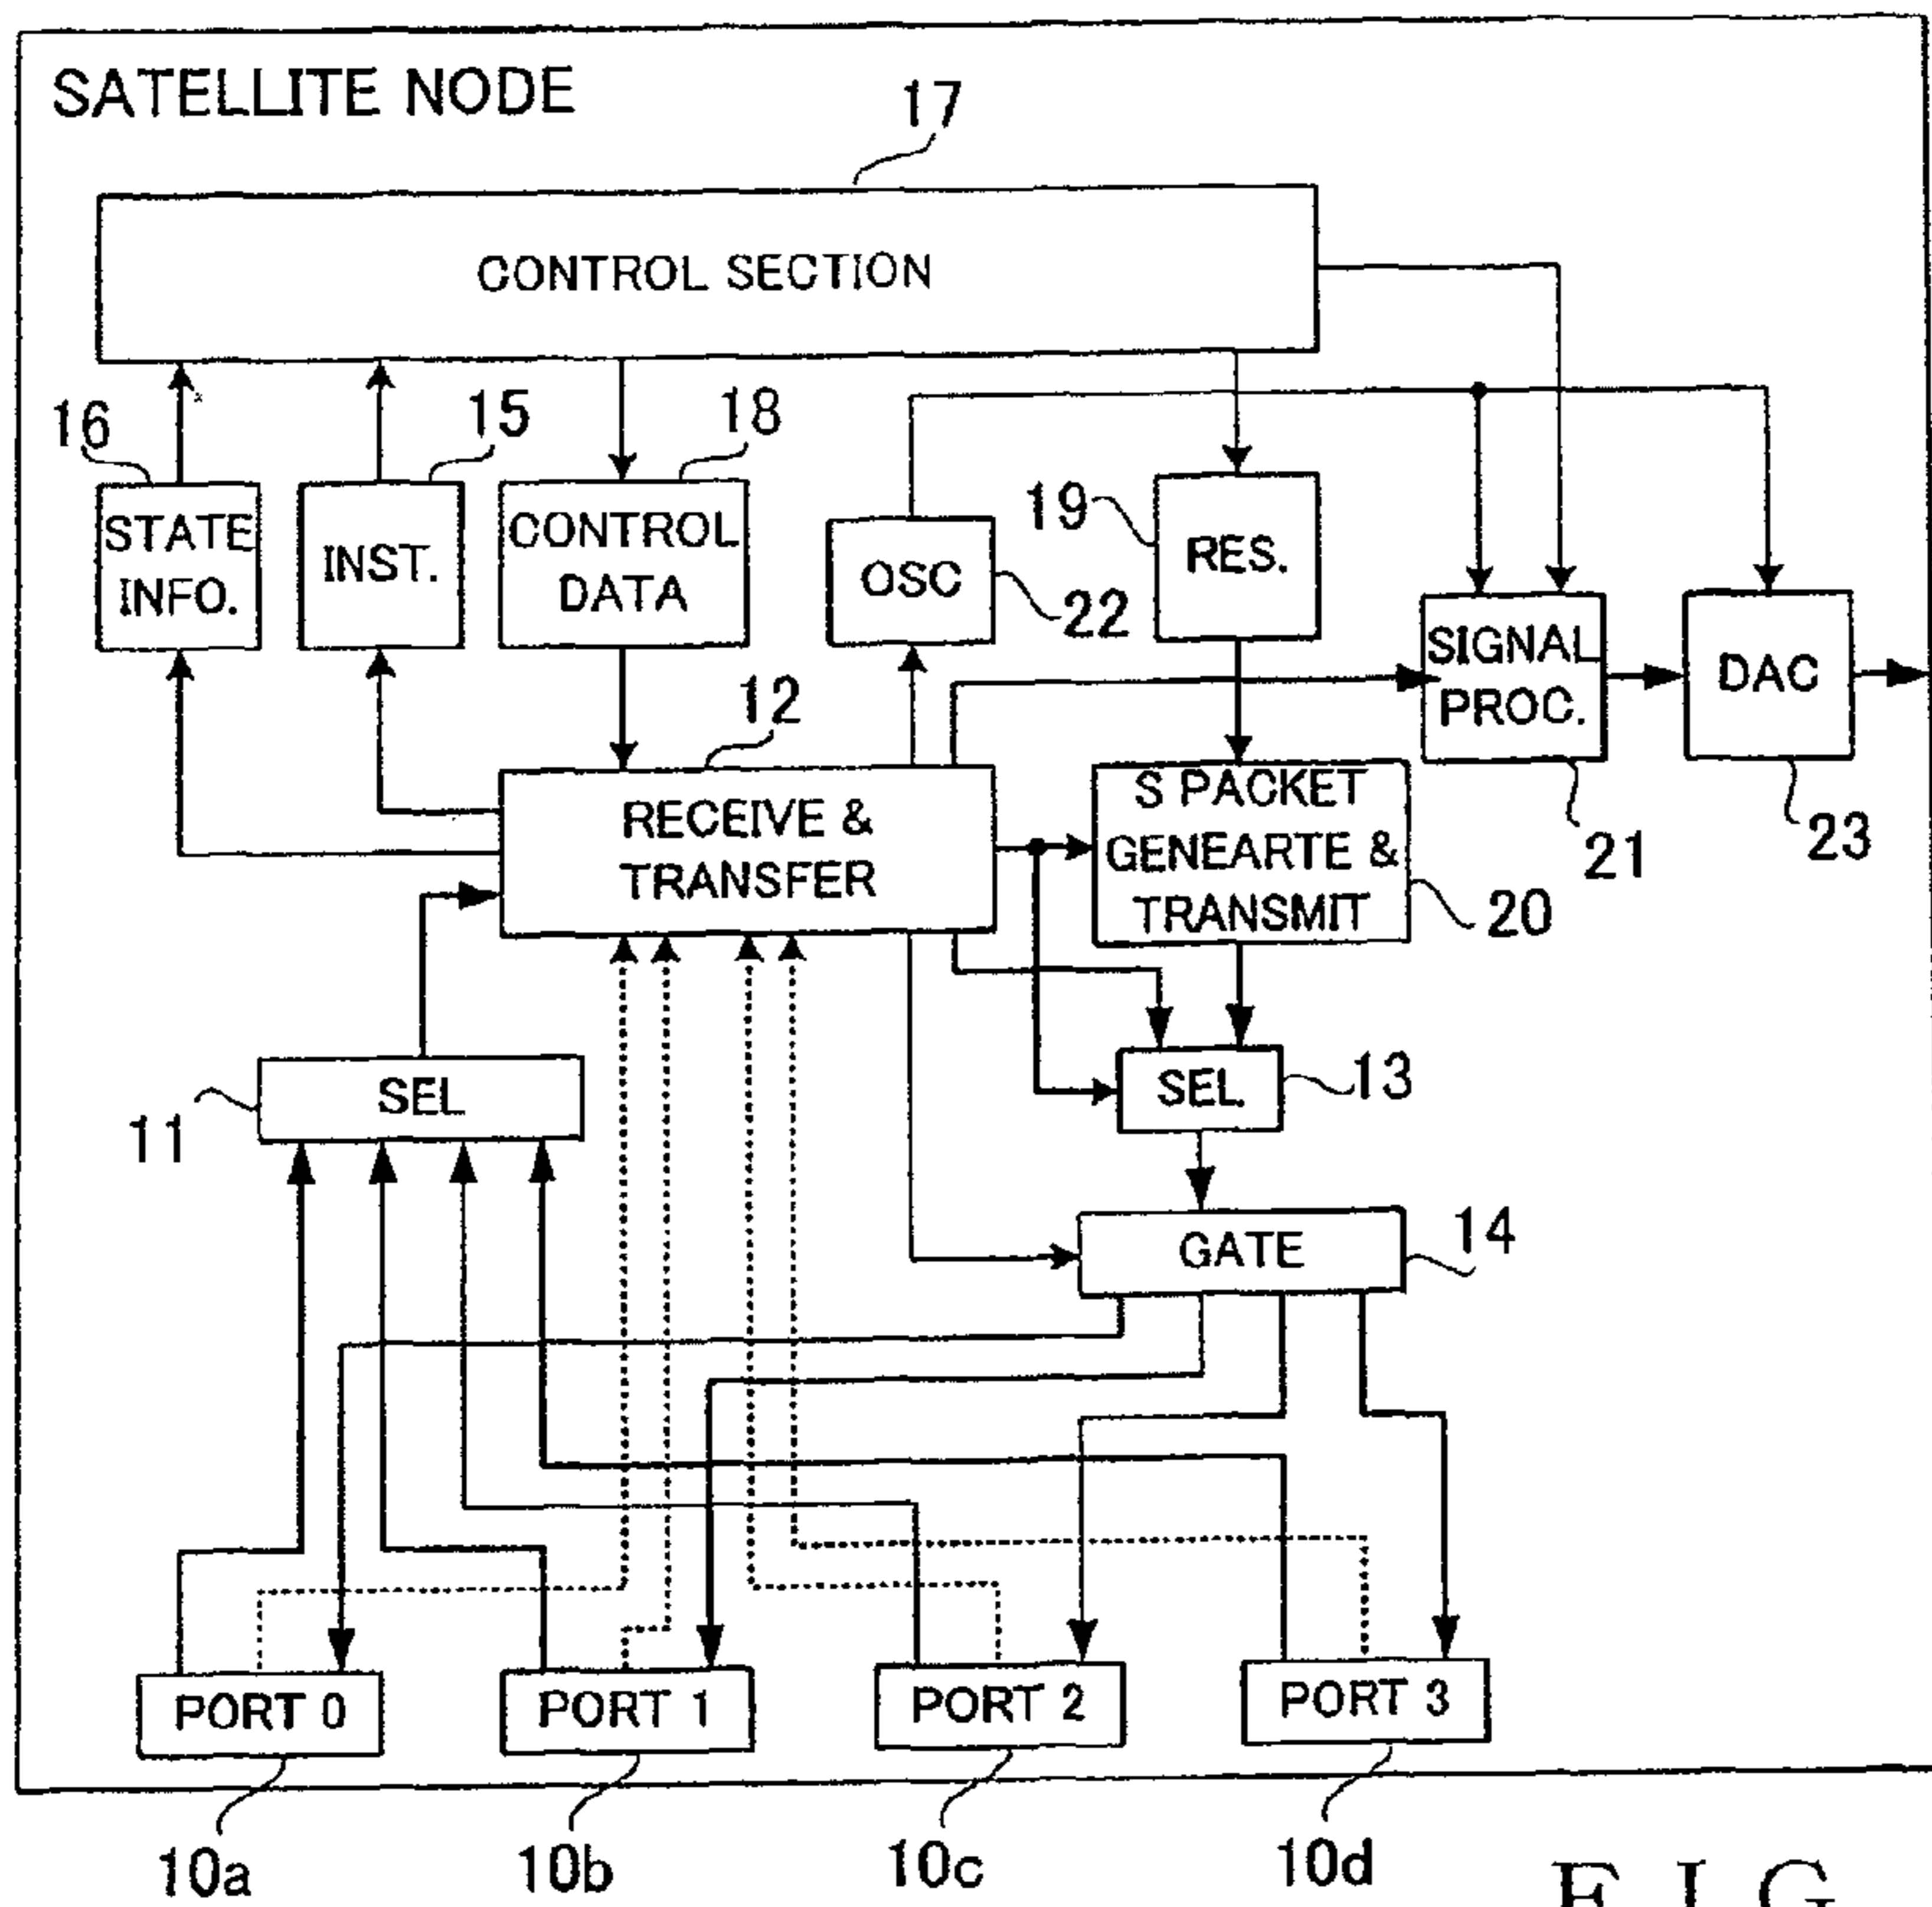 SATELLITE NODE
17
CONTROL SECTION
16
15
18
STATE
INFO.
INST.
CONTROL
DATA
OSC
22
19
RES.
SIGNAL
PROC.
21
DAC
23
12
RECEIVE &
TRANSFER
S PACKET
GENEARTE &
TRANSMIT
20
11
SEL
SEL.
13
GATE
14
PORT 0
PORT 1
PORT 2
PORT 3
10a
10b
10c
10d
FIG